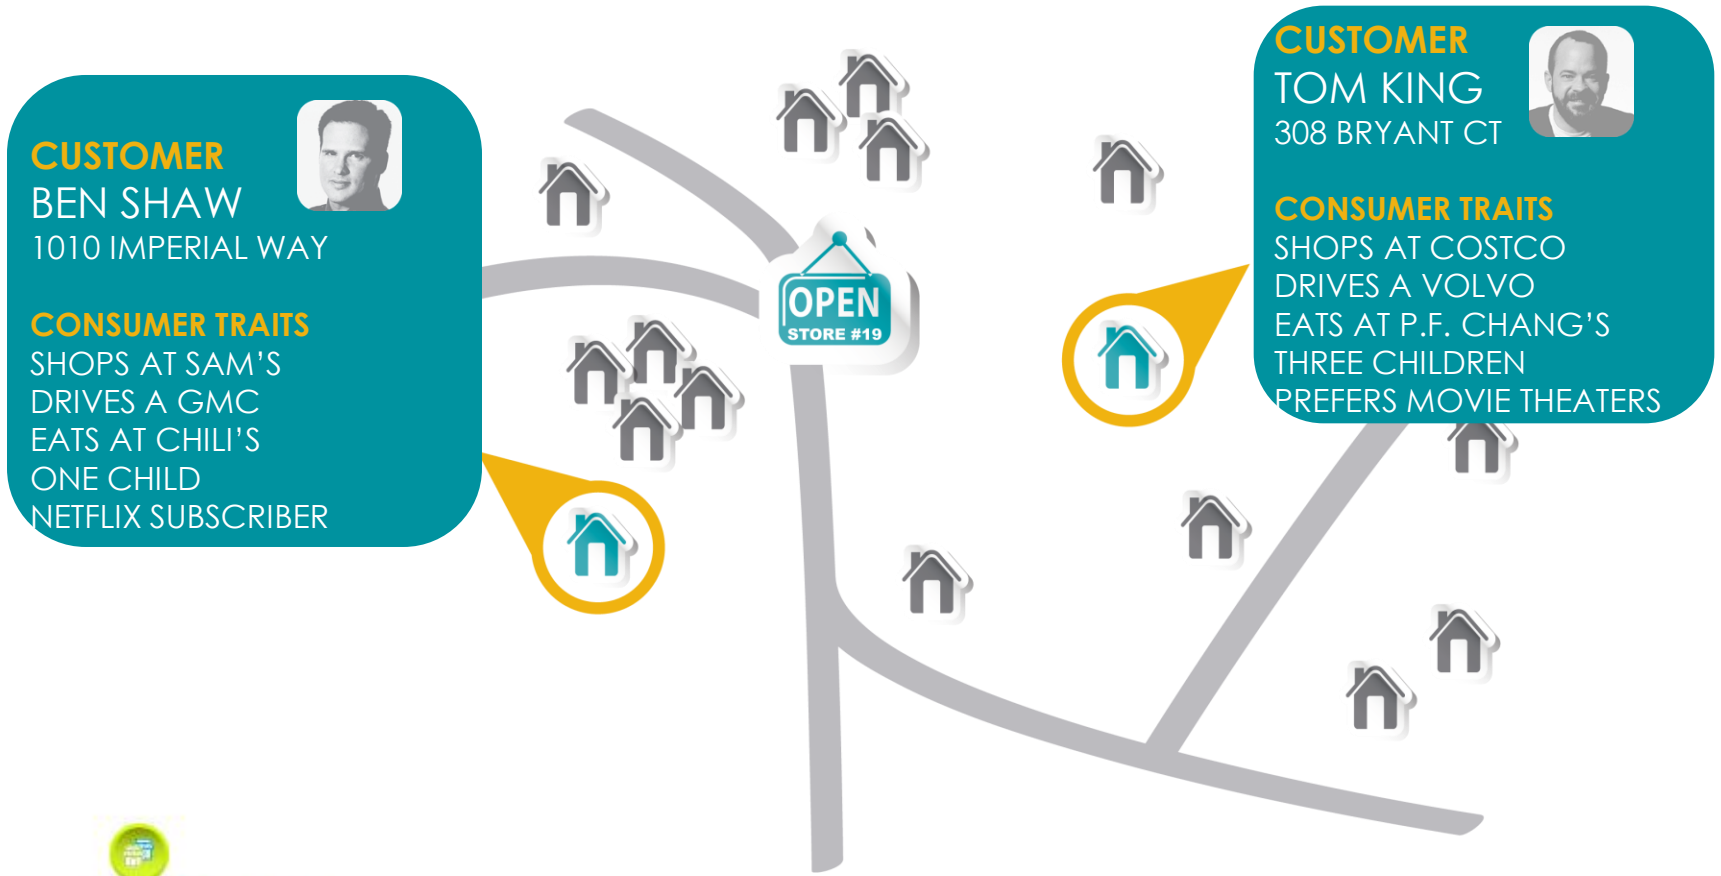 CUSTOMER
BEN SHAW
1010 IMPERIAL WAY
CONSUMER TRAITS
SHOPS AT SAM'S
DRIVES A GMC
EATS AT CHILI'S
ONE CHILD
NETFLIX SUBSCRIBER
OPEN
STORE #19
CUSTOMER
TOM KING
308 BRYANT CT
CONSUMER TRAITS
SHOPS AT COSTCO
DRIVES A VOLVO
EATS AT P.F. CHANG'S
THREE CHILDREN
PREFERS MOVIE THEATERS